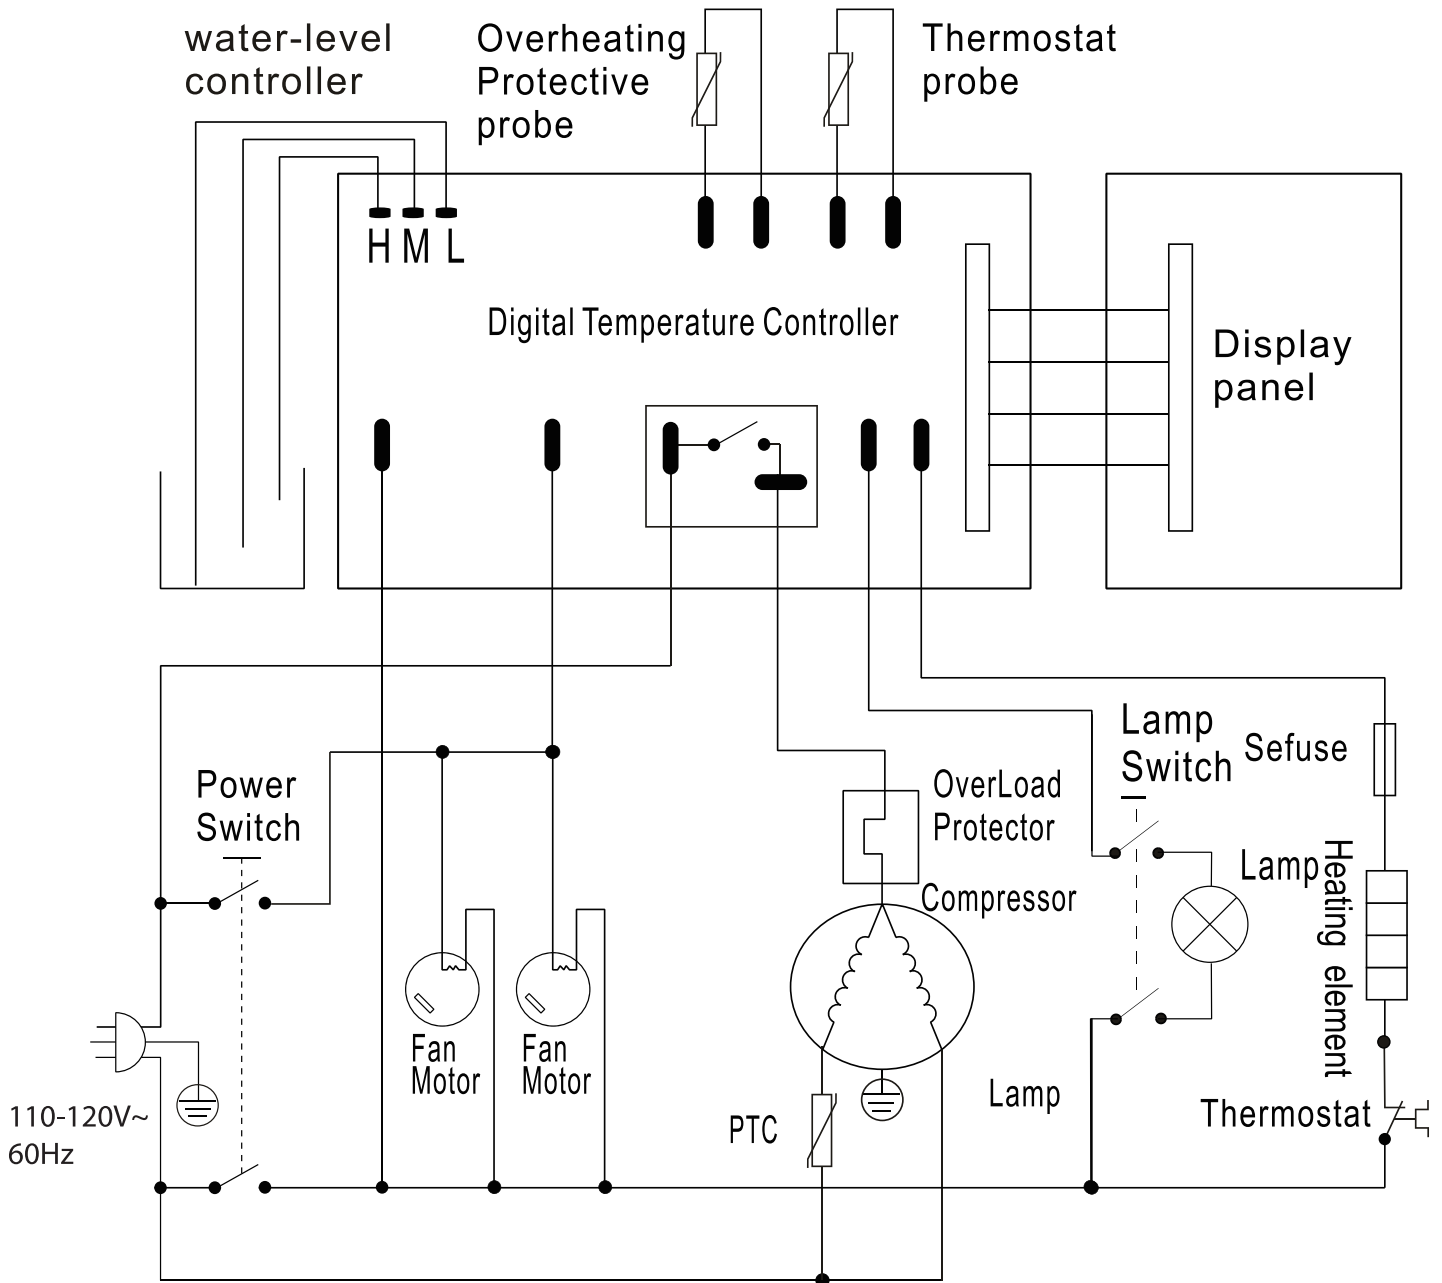 water-level
controller
Overheating
Protective
probe
Thermostat
probe
H M L
Digital Temperature Controller
Display
panel
Power
Switch
OverLoad
Protector
Compressor
Lamp
Switch
Sefuse
Lamp
Heating element
Fan
Motor
Fan
Motor
PTC
Lamp
Thermostat
110-120V~
60Hz